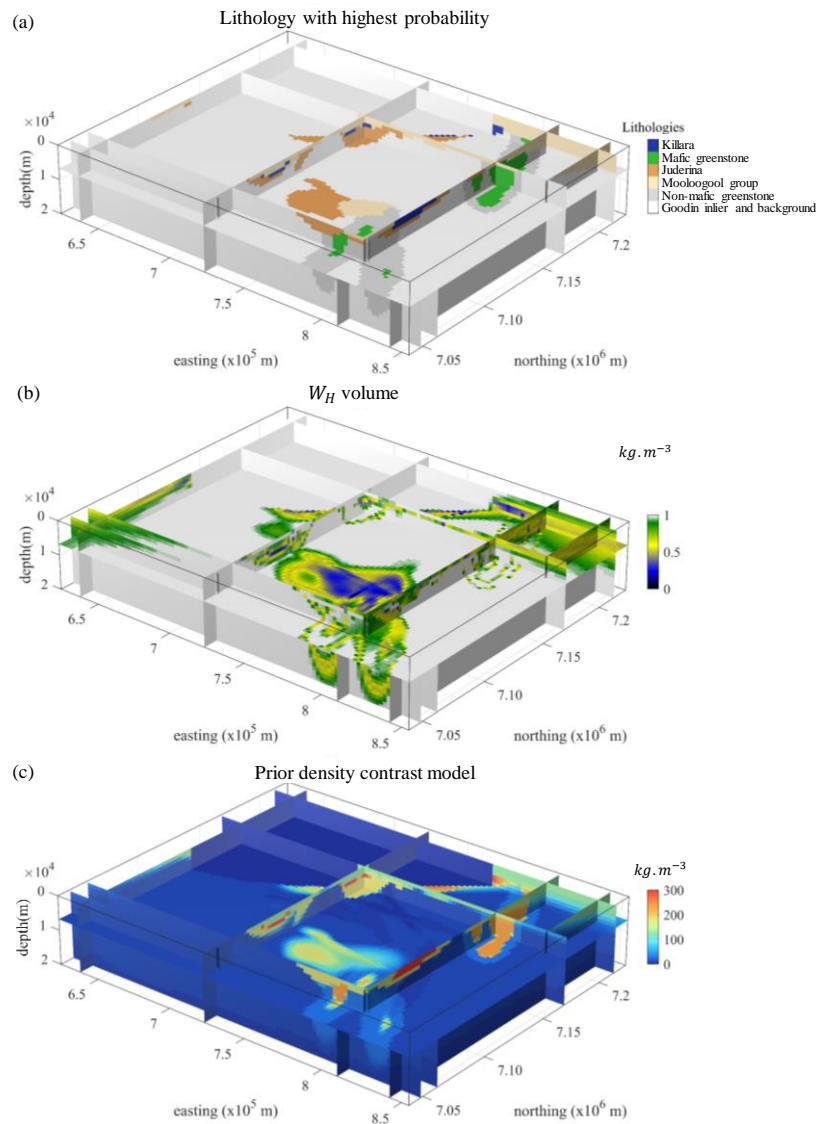 (a)
Lithology with highest probability
×10⁴
0
1
2
depth(m)
6.5
7
7.5
8
8.5
easting (x10⁵ m)
7.05
7.10
7.15
7.2
northing (x10⁶ m)
Lithologies
Killara
Mafic greenstone
Juderina
Mooloogool group
Non-mafic greenstone
Goodin inlier and background
(b)
W_H volume
kg.m⁻³
1
0.5
0
×10⁴
0
1
2
depth(m)
6.5
7
7.5
8
8.5
easting (x10⁵ m)
7.05
7.10
7.15
7.2
northing (x10⁶ m)
(c)
Prior density contrast model
kg.m⁻³
300
200
100
0
×10⁴
0
1
2
depth(m)
6.5
7
7.5
8
8.5
easting (x10⁵ m)
7.05
7.10
7.15
7.2
northing (x10⁶ m)